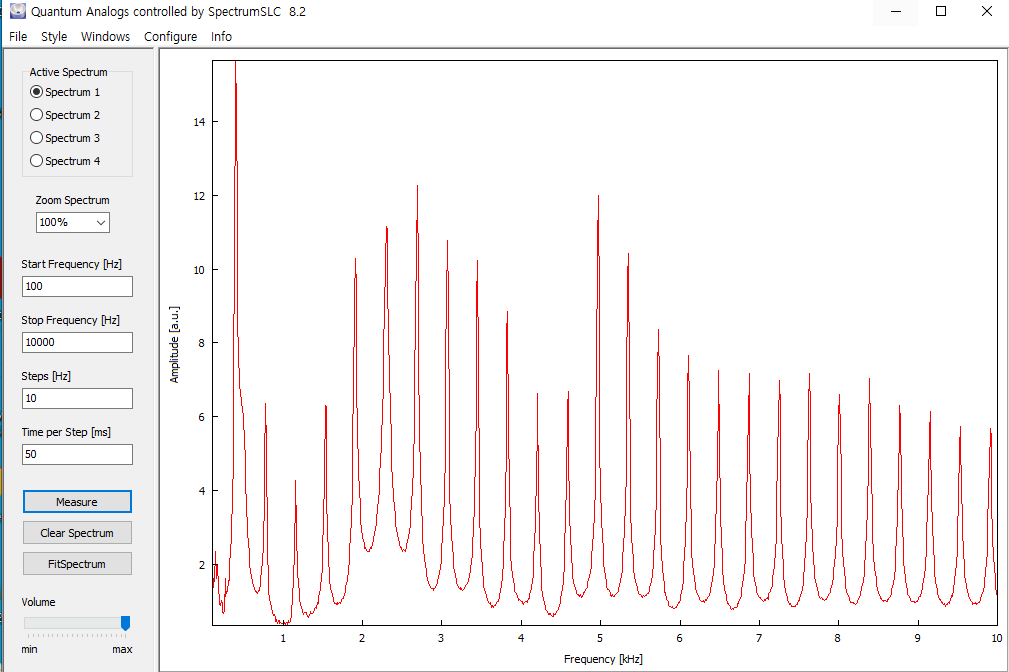 Quantum Analogs controlled by SpectrumSLC 8.2
File Style Windows Configure Info
Active Spectrum
Spectrum 1
Spectrum 2
Spectrum 3
Spectrum 4
Zoom Spectrum
100%
Start Frequency [Hz]
100
Stop Frequency [Hz]
10000
Steps [Hz]
10
Time per Step [ms]
50
Measure
Clear Spectrum
FitSpectrum
Volume
min max
14
12
10
8
6
4
2
Amplitude [a.u.]
1 2 3 4 5 6 7 8 9 10
Frequency [kHz]